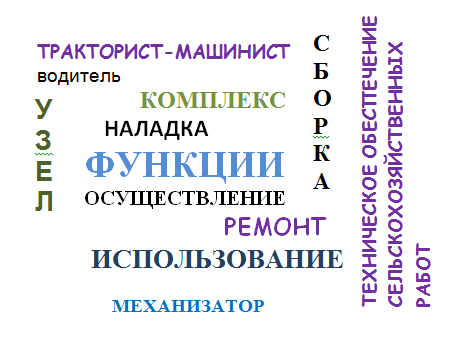 ТРАКТОРИСТ-МАШИНИСТ
водитель
УЗЕЛ
КОМПЛЕКС
НАЛАДКА
ФУНКЦИИ
ОСУЩЕСТВЛЕНИЕ
РЕМОНТ
ИСПОЛЬЗОВАНИЕ
МЕХАНИЗАТОР
СБОРКА
ТЕХНИЧЕСКОЕ ОБЕСПЕЧЕНИЕ
СЕЛЬСКОХОЗЯЙСТВЕННЫХ
РАБОТ